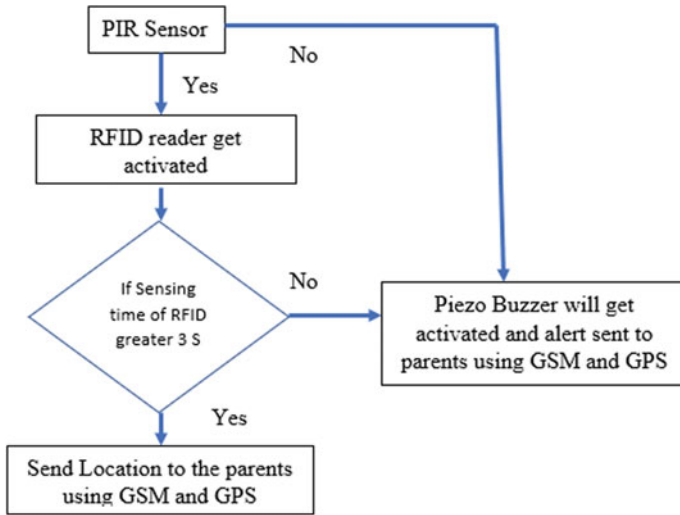 PIR Sensor
No
Yes
RFID reader get
activated
If Sensing
time of RFID
greater 3 S
No
Piezo Buzzer will get
activated and alert sent to
parents using GSM and GPS
Yes
Send Location to the parents
using GSM and GPS